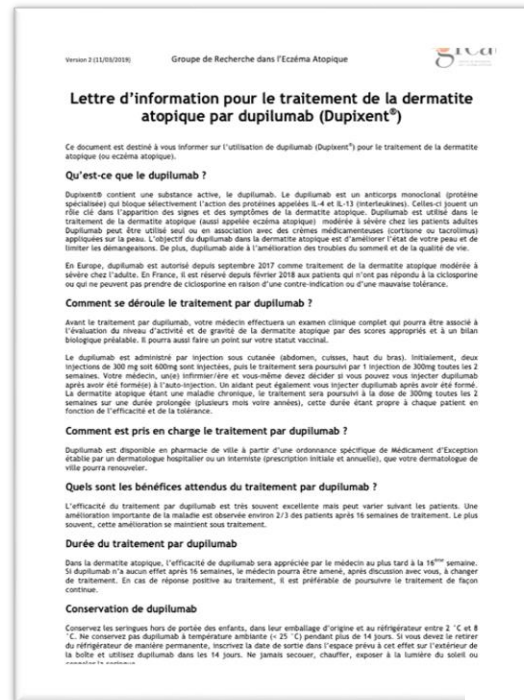 Version 2 (11/03/2019)
Groupe de Recherche dans l'Eczéma Atopique
Lettre d'information pour le traitement de la dermatite
atopique par dupilumab (Dupixent®)
Ce document est destiné à vous informer sur l'utilisation de dupilumab (Dupixent®) pour le traitement de la dermatite
atopique (ou eczéma atopique).
Qu'est-ce que le dupilumab ?
Dupixent® contient une substance active, le dupilumab. Le dupilumab est un anticorps monoclonal (protéine
spécialisée) qui bloque sélectivement l'action des protéines appelées IL-4 et IL-13 (interleukines). Celles-ci jouent un
rôle clé dans l'apparition des signes et des symptômes de la dermatite atopique. Dupilumab est utilisé dans le
traitement de la dermatite atopique (aussi appelée eczéma atopique) modérée à sévère chez les patients adultes
Dupilumab peut être utilisé seul ou en association avec des crèmes médicamenteuses (cortisone ou tacrolimus)
appliquées sur la peau. L'objectif du dupilumab dans la dermatite atopique est d'améliorer l'état de votre peau et de
limiter les démangeaisons. De plus, dupilumab aide à l'amélioration des troubles du sommeil et de la qualité de vie.
En Europe, dupilumab est autorisé depuis septembre 2017 comme traitement de la dermatite atopique modérée à
sévère chez l'adulte. En France, il est réservé depuis février 2018 aux patients qui n'ont pas répondu à la ciclosporine
ou qui ne peuvent pas prendre de ciclosporine en raison d'une contre-indication ou d'une mauvaise tolérance.
Comment se déroule le traitement par dupilumab ?
Avant le traitement par dupilumab, votre médecin effectuera un examen clinique complet qui pourra être associé à
l'évaluation du niveau d'activité et de gravité de la dermatite atopique par des scores appropriés et à un bilan
biologique préalable. Il pourra aussi faire un point sur votre statut vaccinal.
Le dupilumab est administré par injection sous cutanée (abdomen, cuisses, haut du bras). Initialement, deux
injections de 300 mg soit 600mg sont injectées, puis le traitement sera poursuivi par 1 injection de 300mg toutes les 2
semaines. Votre médecin, un(e) infirmier/ère et vous-même devez décider si vous pouvez vous injecter dupilumab
après avoir été formé(e) à l'auto-injection. Un aidant peut également vous injecter dupilumab après avoir été formé.
La dermatite atopique étant une maladie chronique, le traitement sera poursuivi à la dose de 300mg toutes les 2
semaines sur une durée prolongée (plusieurs mois voire années), cette durée étant propre à chaque patient en
fonction de l'efficacité et de la tolérance.
Comment est pris en charge le traitement par dupilumab ?
Dupilumab est disponible en pharmacie de ville à partir d'une ordonnance spécifique de Médicament d'Exception
établie par un dermatologue hospitalier ou un interniste (prescription initiale et annuelle), que votre dermatologue de
ville pourra renouveler.
Quels sont les bénéfices attendus du traitement par dupilumab ?
L'efficacité du traitement par dupilumab est très souvent excellente mais peut varier suivant les patients. Une
amélioration importante de la maladie est observée environ 2/3 des patients après 16 semaines de traitement. Le plus
souvent, cette amélioration se maintient sous traitement.
Durée du traitement par dupilumab
Dans la dermatite atopique, l'efficacité de dupilumab sera appréciée par le médecin au plus tard à la 16ème semaine.
Si dupilumab n'a aucun effet après 16 semaines, le médecin pourra être amené, après discussion avec vous, à changer
de traitement. En cas de réponse positive au traitement, il est préférable de poursuivre le traitement de façon
continue.
Conservation de dupilumab
Conservez les seringues hors de portée des enfants, dans leur emballage d'origine et au réfrigérateur entre 2 °C et 8
°C. Ne conservez pas dupilumab à température ambiante (< 25 °C) pendant plus de 14 jours. Si vous devez le retirer
du réfrigérateur de manière permanente, inscrivez la date de sortie dans l'espace prévu à cet effet sur l'extérieur de
la boîte et utilisez dupilumab dans les 14 jours. Ne jamais secouer, chauffer, exposer à la lumière du soleil ou